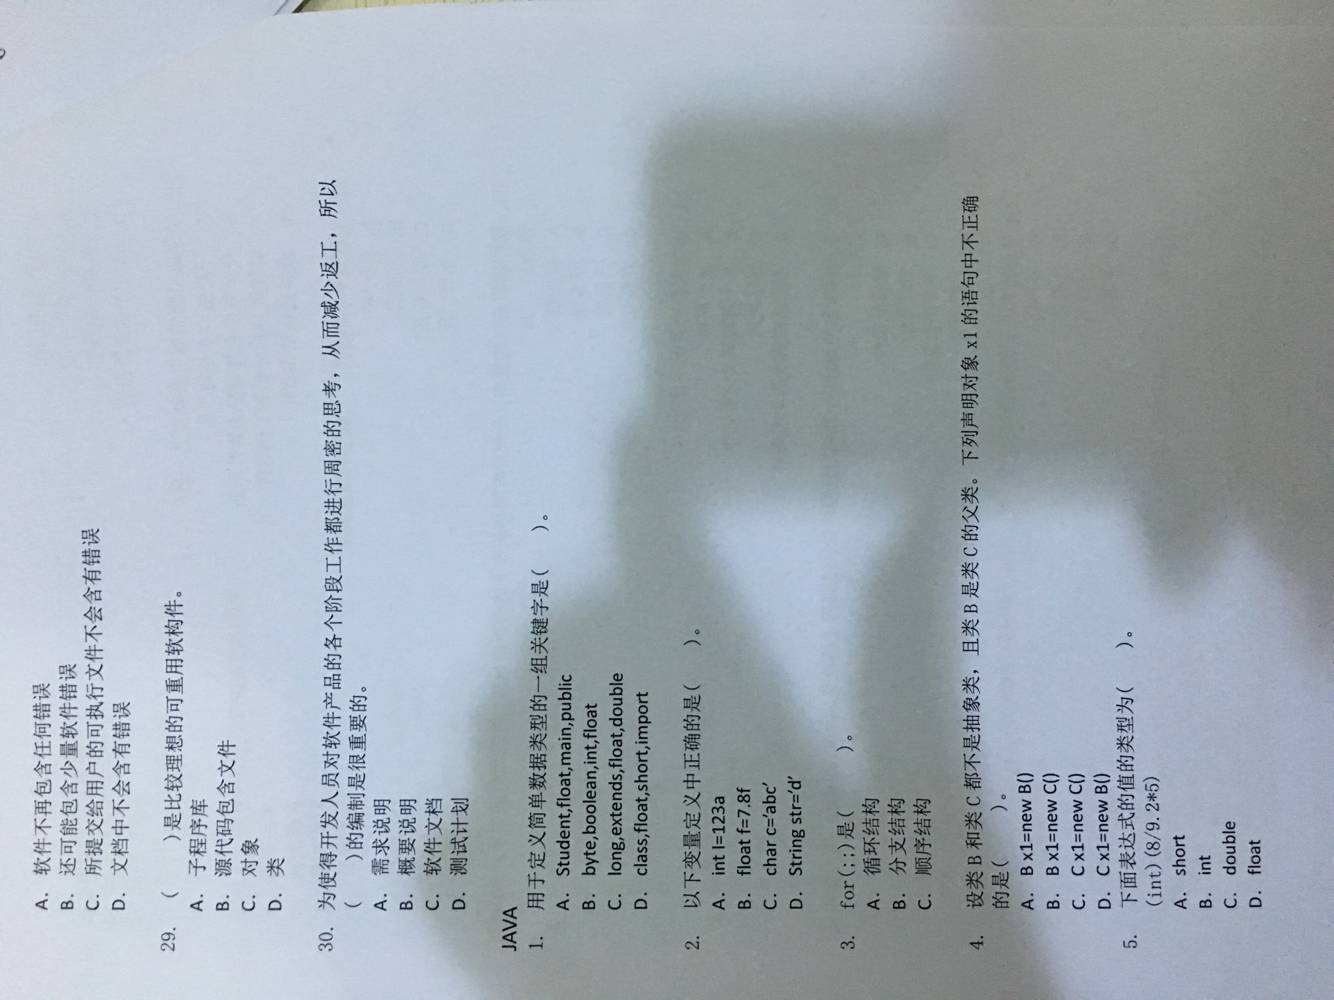 A. 软件不再包含任何错误
B. 还可能包含少量软件错误
C. 所提交给用户的可执行文件不会含有错误
D. 文档中不会含有错误
29. (　　)是比较理想的可重用软构件。
A. 子程序库
B. 源代码包含文件
C. 对象
D. 类
30. 为使得开发人员对软件产品的各个阶段工作都进行周密的思考，从而减少返工，所以
(　　)的编制是很重要的。
A. 需求说明
B. 概要说明
C. 软件文档
D. 测试计划
JAVA
1. 用于定义简单数据类型的一组关键字是(　　)。
A. Student,float,main,public
B. byte,boolean,int,float
C. long,extends,float,double
D. class,float,short,import
2. 以下变量定义中正确的是(　　)。
A. int I=123a
B. float f=7.8f
C. char c=’abc’
D. String str=’d’
3. for(;;)是(　　)。
A. 循环结构
B. 分支结构
C. 顺序结构
4. 设类 B 和类 C 都不是抽象类，且类 B 是类 C 的父类。下列声明对象 x1 的语句中不正确
的是(　　)。
A. B x1=new B()
B. B x1=new C()
C. C x1=new C()
D. C x1=new B()
5. 下面表达式的值的类型为(　　)。
(int)(8/9.2*5)
A. short
B. int
C. double
D. float